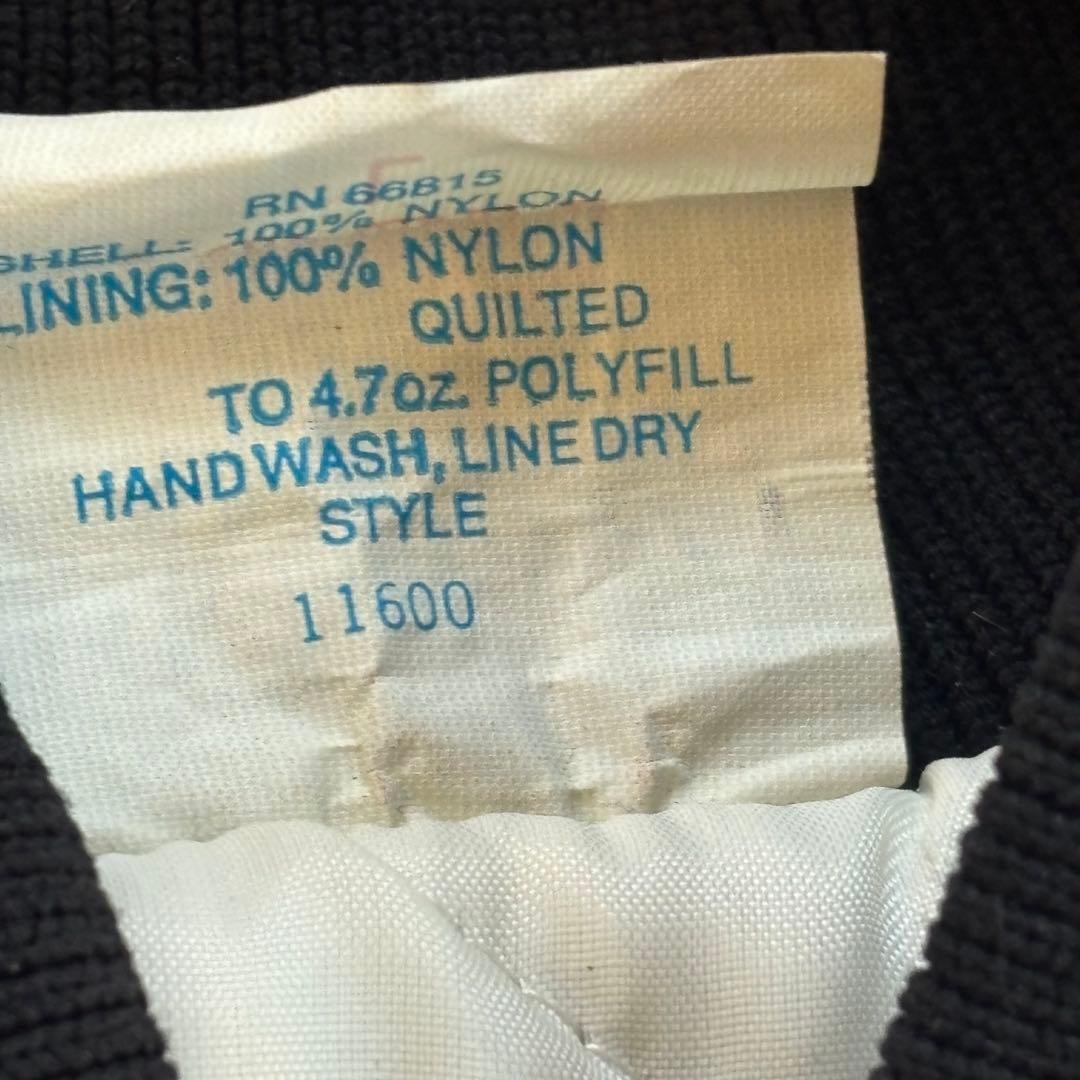 RN 66815
SHELL: 100% NYLON
LINING: 100% NYLON
QUILTED
TO 4.7oz. POLYFILL
HAND WASH, LINE DRY
STYLE
11600